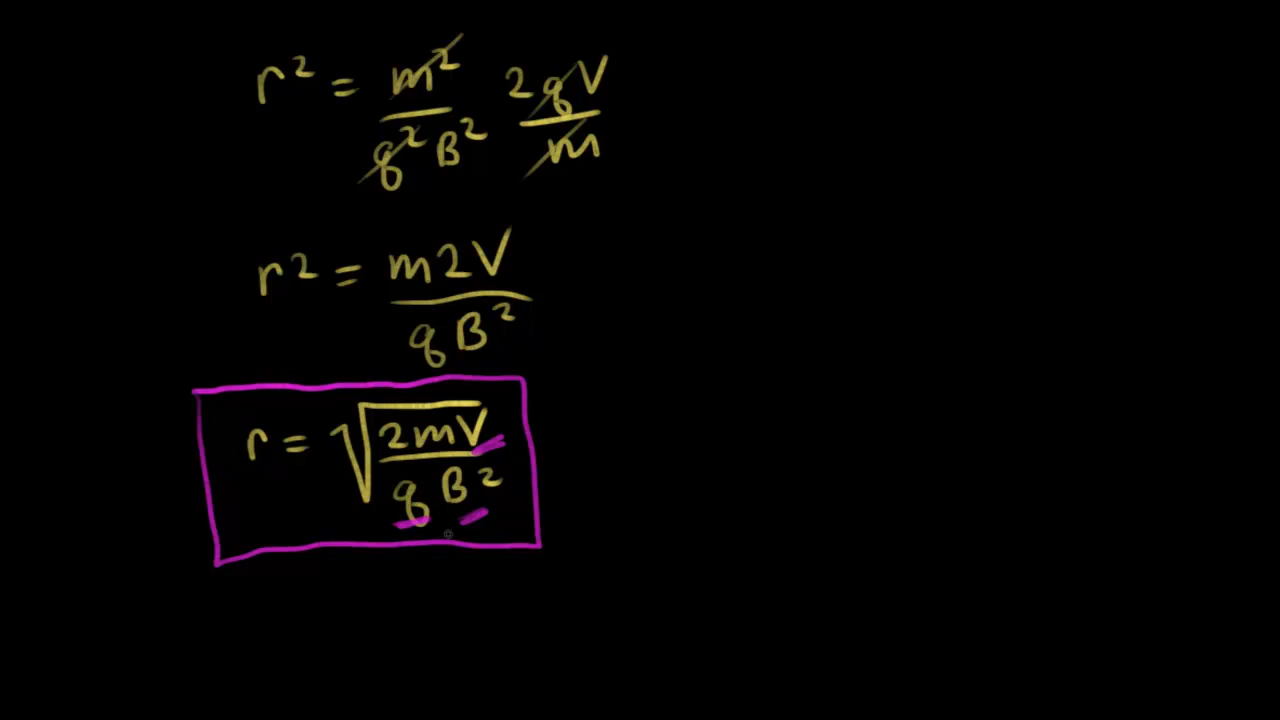 r² = m²/q²B² 2qV/m
r² = m2V/qB²
r = √(2mV/qB²)